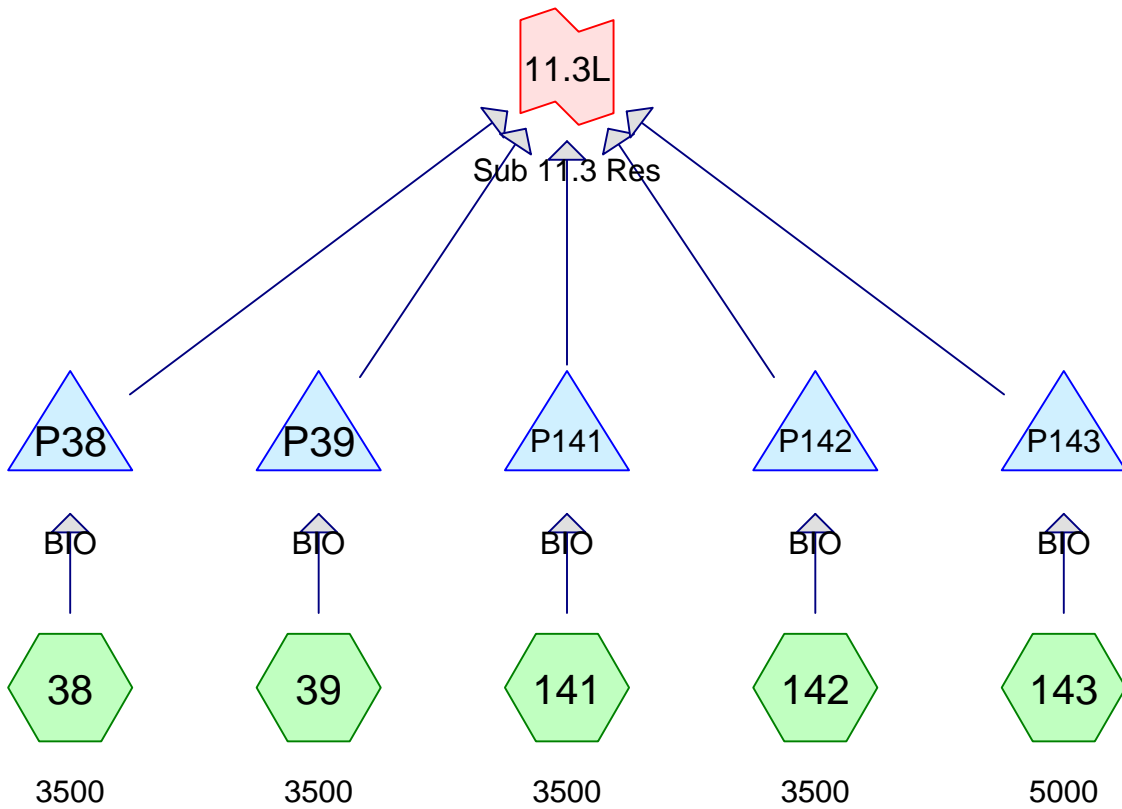 11.3L
Sub 11.3 Res
P38 P39 P141 P142 P143
BIO BIO BIO BIO BIO
38 39 141 142 143
3500 3500 3500 3500 5000